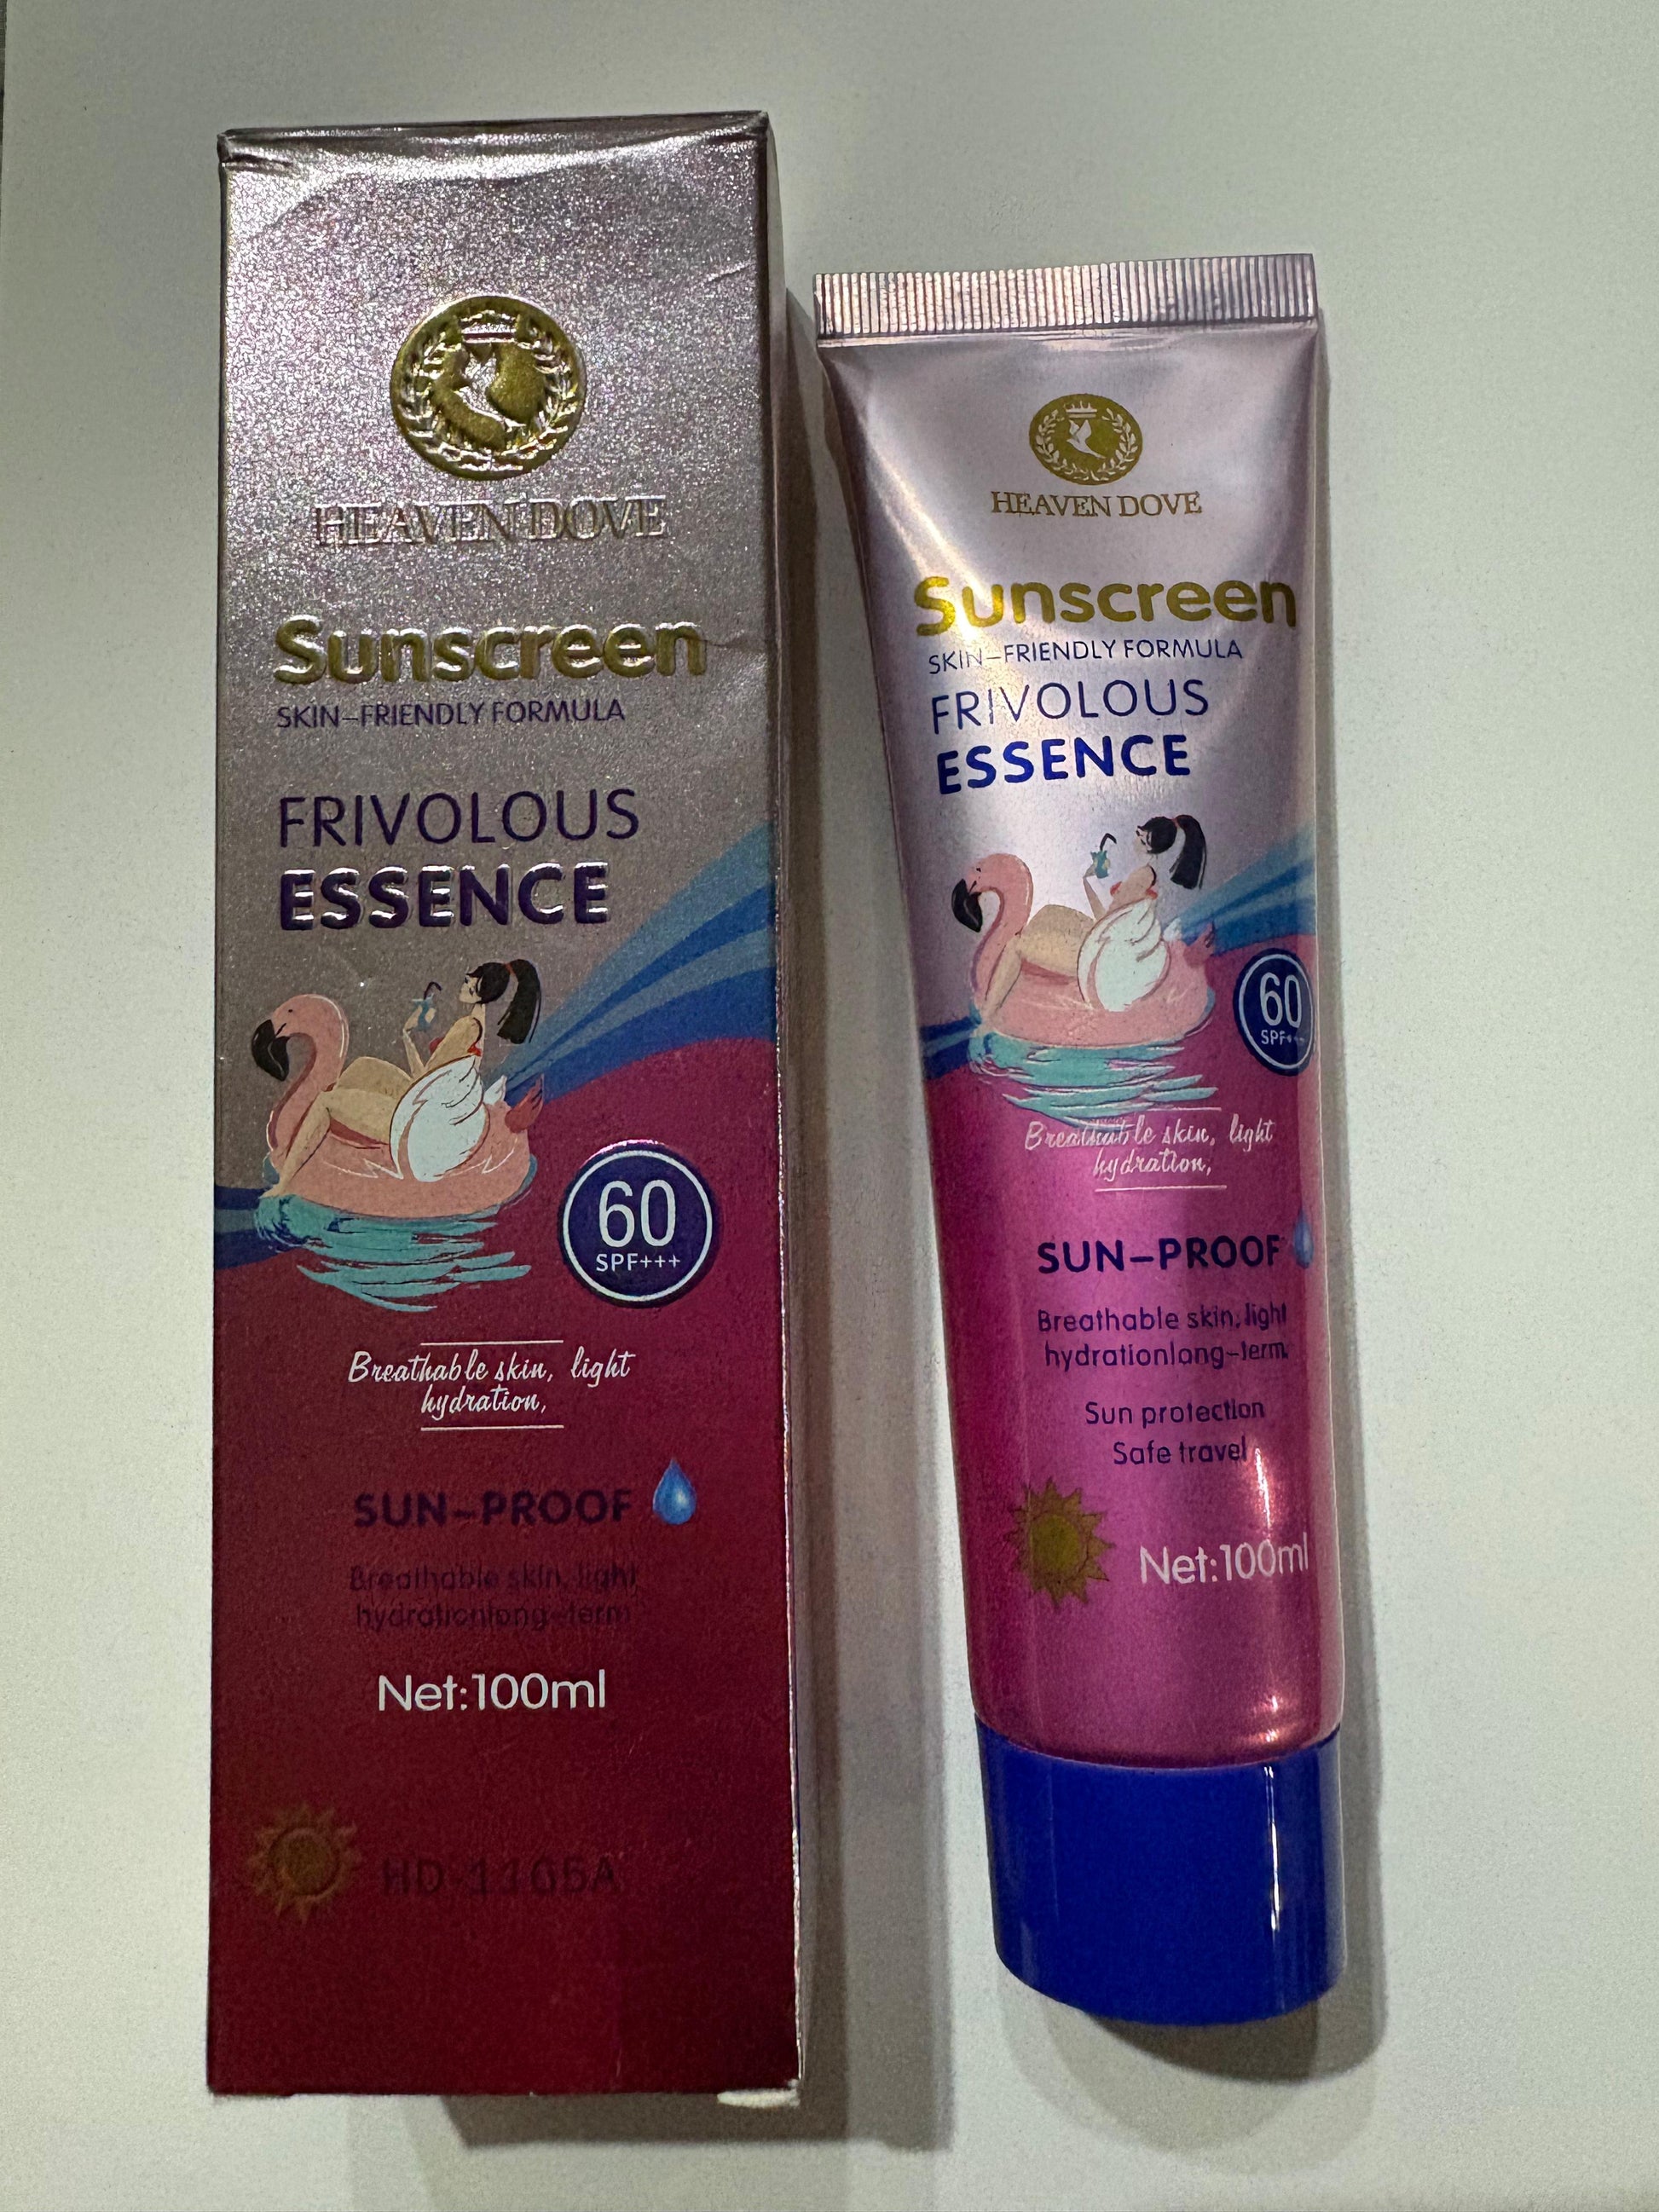 HEAVEN DOVE
Sunscreen
SKIN-FRIENDLY FORMULA
FRIVOLOUS
ESSENCE
60
SPF+++
Breathable skin, light
hydration,
SUN-PROOF
Breathable skin, light
hydrationlong-term
Net:100ml
HD-1105A
HEAVEN DOVE
Sunscreen
SKIN-FRIENDLY FORMULA
FRIVOLOUS
ESSENCE
60
SPF+++
Breathable skin, light
hydration,
SUN-PROOF
Breathable skin, light
hydrationlong-term
Sun protection
Safe travel
Net:100ml